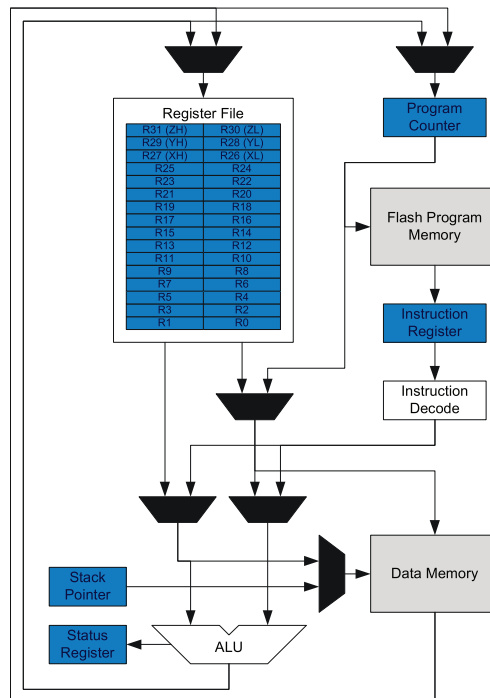 Register File
R31 (ZH) R30 (ZL)
R29 (YH) R28 (YL)
R27 (XH) R26 (XL)
R25 R24
R23 R22
R21 R20
R19 R18
R17 R16
R15 R14
R13 R12
R11 R10
R9 R8
R7 R6
R5 R4
R3 R2
R1 R0
Program
Counter
Flash Program
Memory
Instruction
Register
Instruction
Decode
Data Memory
Stack
Pointer
Status
Register
ALU